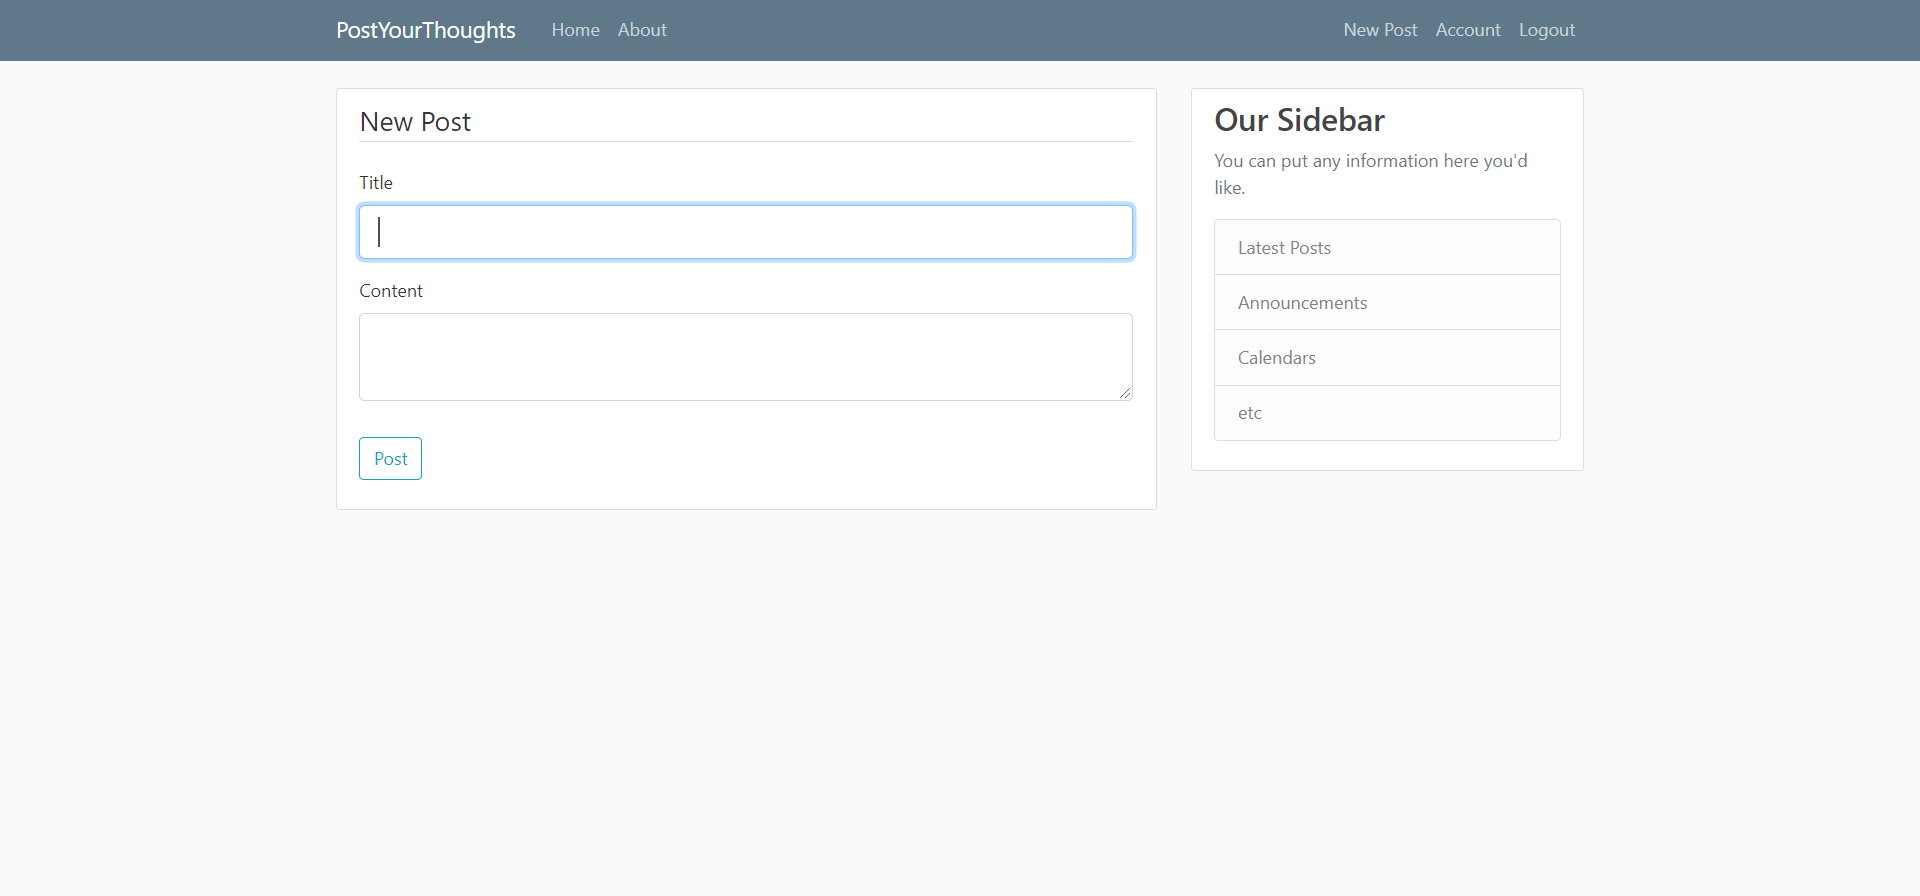 PostYourThoughts Home About New Post Account Logout
New Post
Title
Content
Post
Our Sidebar
You can put any information here you'd
like.
Latest Posts
Announcements
Calendars
etc